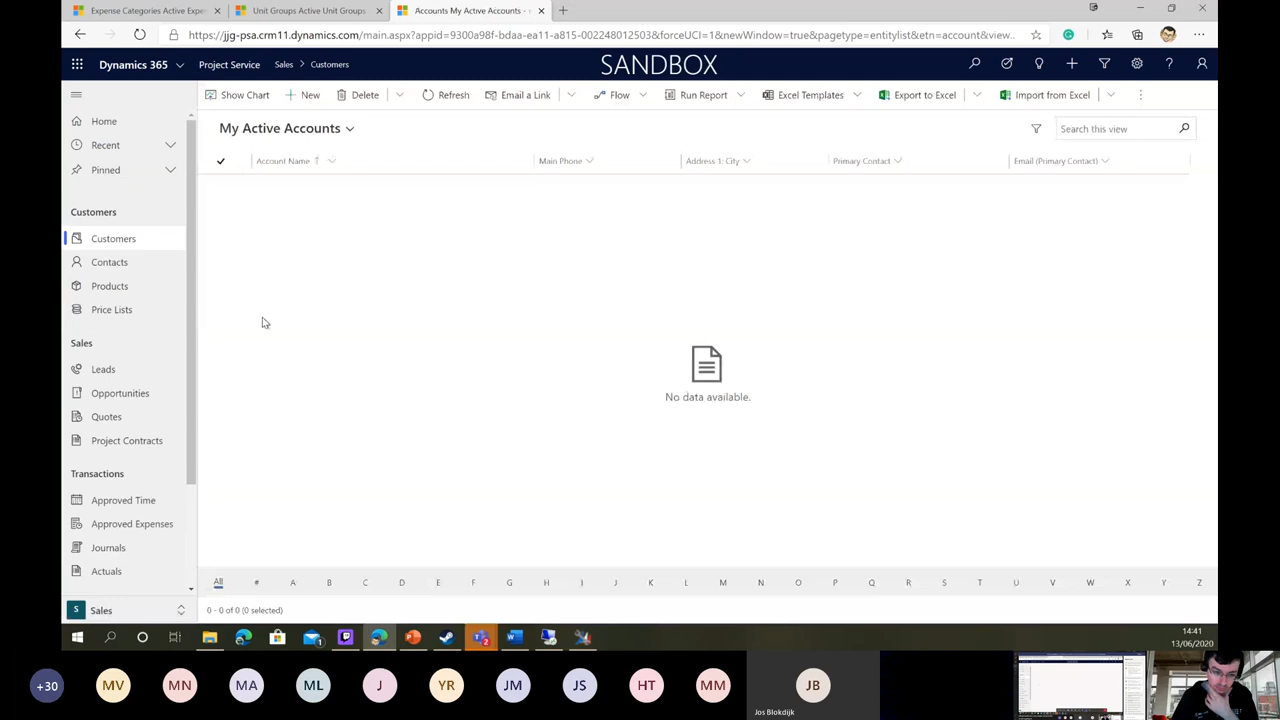 Expense Categories Active Expen
Unit Groups Active Unit Groups
Accounts My Active Accounts -
https://jjg-psa.crm11.dynamics.com/main.aspx?appid=9300a98f-bdaa-ea11-a815-002248012503&forceUCI=1&newWindow=true&pagetype=entitylist&etn=account&view...
Dynamics 365
Project Service
Sales > Customers
SANDBOX
Show Chart
New
Delete
Refresh
Email a Link
Flow
Run Report
Excel Templates
Export to Excel
Import from Excel
Home
Recent
Pinned
Customers
Customers
Contacts
Products
Price Lists
Sales
Leads
Opportunities
Quotes
Project Contracts
Transactions
Approved Time
Approved Expenses
Journals
Actuals
S Sales
My Active Accounts
Search this view
Account Name
Main Phone
Address 1: City
Primary Contact
Email (Primary Contact)
No data available.
All # A B C D E F G H I J K L M N O P Q R S T U V W X Y Z
0 - 0 of 0 (0 selected)
1
2
14:41
13/06/2020
+30 MV MN MA ML J VR JM JS HT MM JB
Jos Blokdijk